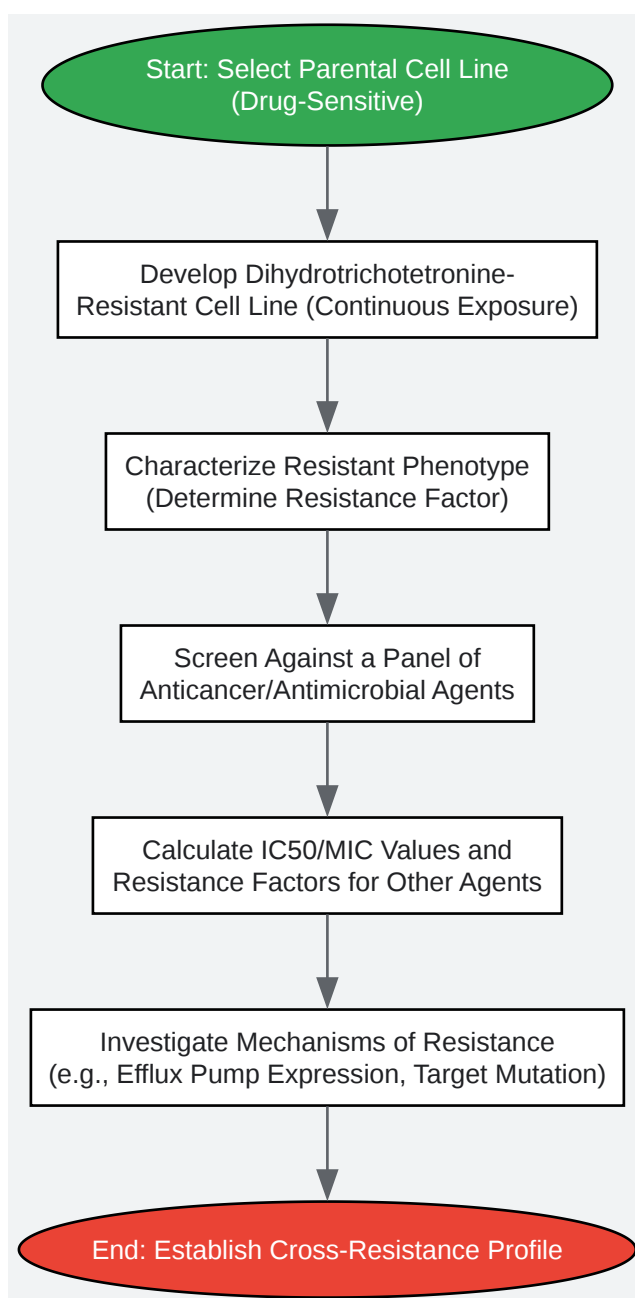 Start: Select Parental Cell Line
(Drug-Sensitive)
Develop Dihydrotrichotetronine-
Resistant Cell Line (Continuous Exposure)
Characterize Resistant Phenotype
(Determine Resistance Factor)
Screen Against a Panel of
Anticancer/Antimicrobial Agents
Calculate IC50/MIC Values and
Resistance Factors for Other Agents
Investigate Mechanisms of Resistance
(e.g., Efflux Pump Expression, Target Mutation)
End: Establish Cross-Resistance Profile